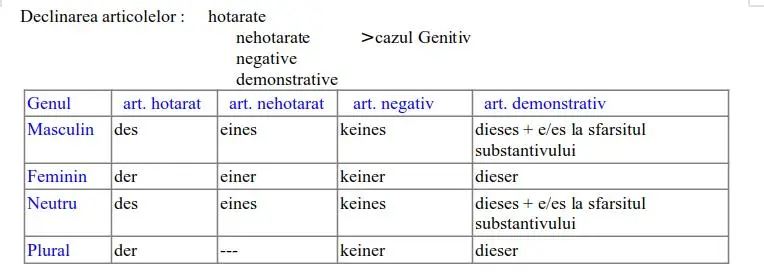 Declinarea articolelor : hotarate
nehotarate >cazul Genitiv
negative
demonstrative
Genul art. hotarat art. nehotarat art. negativ art. demonstrativ
Masculin des eines keines dieses + e/es la sfarsitul
substantivului
Feminin der einer keiner dieser
Neutru des eines keines dieses + e/es la sfarsitul
substantivului
Plural der --- keiner dieser